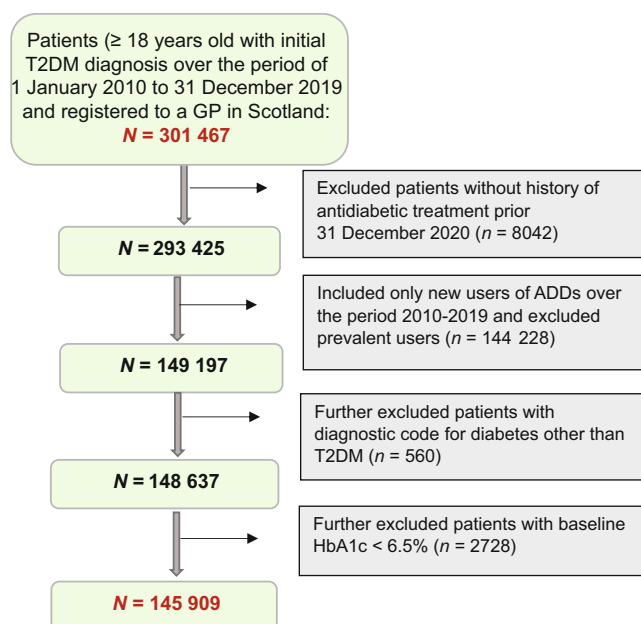 Patients (≥ 18 years old with initial
T2DM diagnosis over the period of
1 January 2010 to 31 December 2019
and registered to a GP in Scotland:
N = 301 467
Excluded patients without history of
antidiabetic treatment prior
31 December 2020 (n = 8042)
N = 293 425
Included only new users of ADDs over
the period 2010-2019 and excluded
prevalent users (n = 144 228)
N = 149 197
Further excluded patients with
diagnostic code for diabetes other than
T2DM (n = 560)
N = 148 637
Further excluded patients with baseline
HbA1c < 6.5% (n = 2728)
N = 145 909